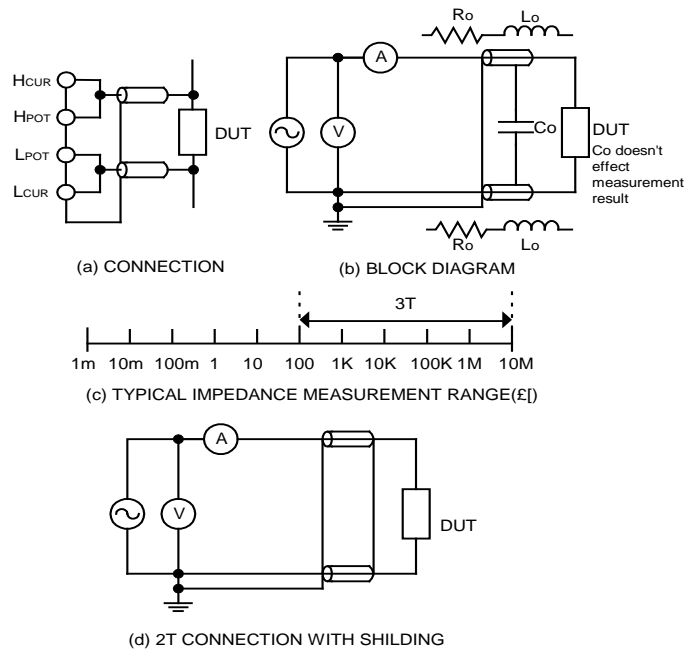 HCUR
HPOT
LPOT
LCUR
DUT
(a) CONNECTION
Ro
Lo
A
V
Co
DUT
Co doesn't
effect
measurement
result
Ro
Lo
(b) BLOCK DIAGRAM
3T
1m 10m 100m 1 10 100 1K 10K 100K 1M 10M
(c) TYPICAL IMPEDANCE MEASUREMENT RANGE(£[)
A
V
DUT
(d) 2T CONNECTION WITH SHILDING